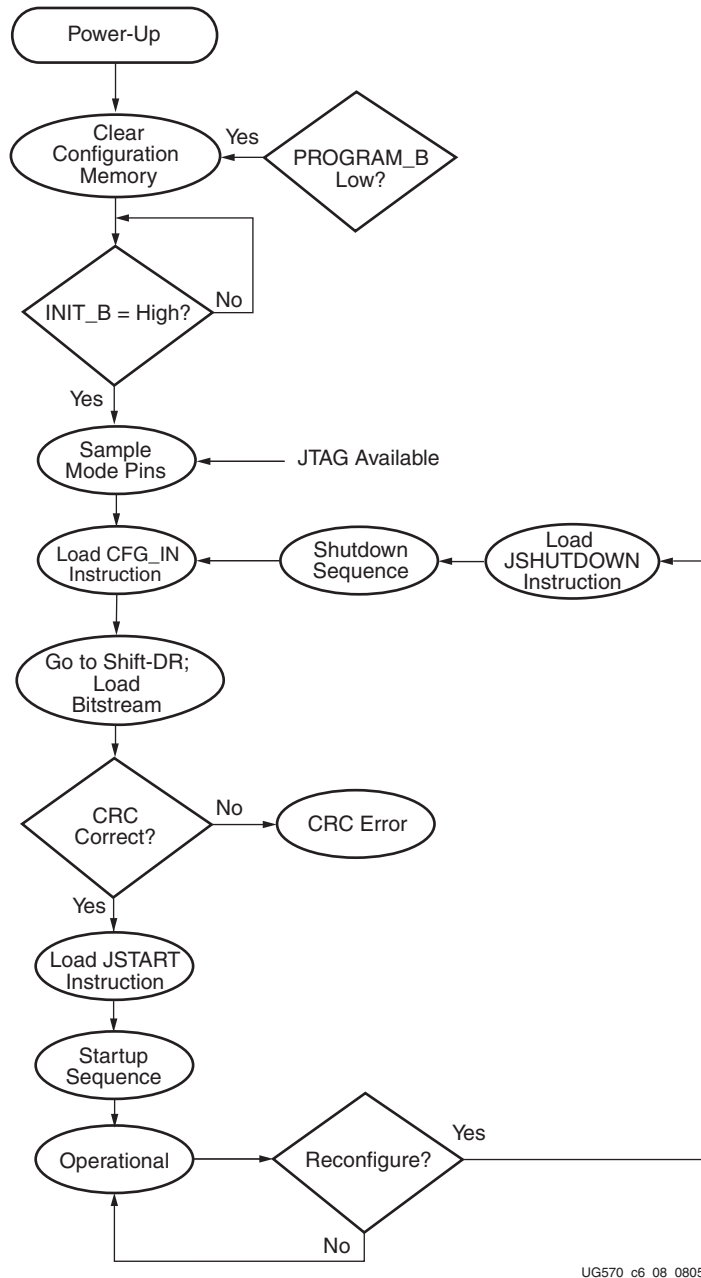 Power-Up
Clear
Configuration
Memory
Yes
PROGRAM_B
Low?
INIT_B = High?
No
Yes
Sample
Mode Pins
JTAG Available
Load CFG_IN
Instruction
Shutdown
Sequence
Load
JSHUTDOWN
Instruction
Go to Shift-DR;
Load
Bitstream
CRC
Correct?
No
CRC Error
Yes
Load JSTART
Instruction
Startup
Sequence
Operational
Reconfigure?
Yes
No
UG570_c6_08_0805